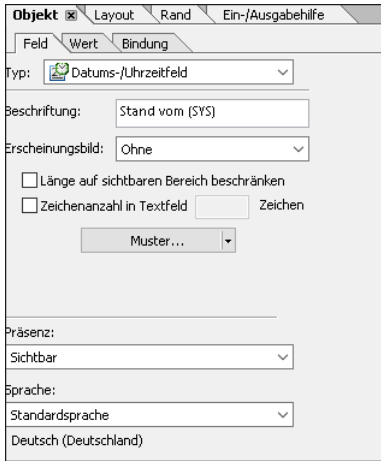 Objekt Layout Rand Ein-/Ausgabehilfe
Feld Wert Bindung
Typ: Datums-/Uhrzeitfeld
Beschriftung: Stand vom (SYS)
Erscheinungsbild: Ohne
Länge auf sichtbaren Bereich beschränken
Zeichenanzahl in Textfeld Zeichen
Muster...
Präsenz:
Sichtbar
Sprache:
Standardsprache
Deutsch (Deutschland)